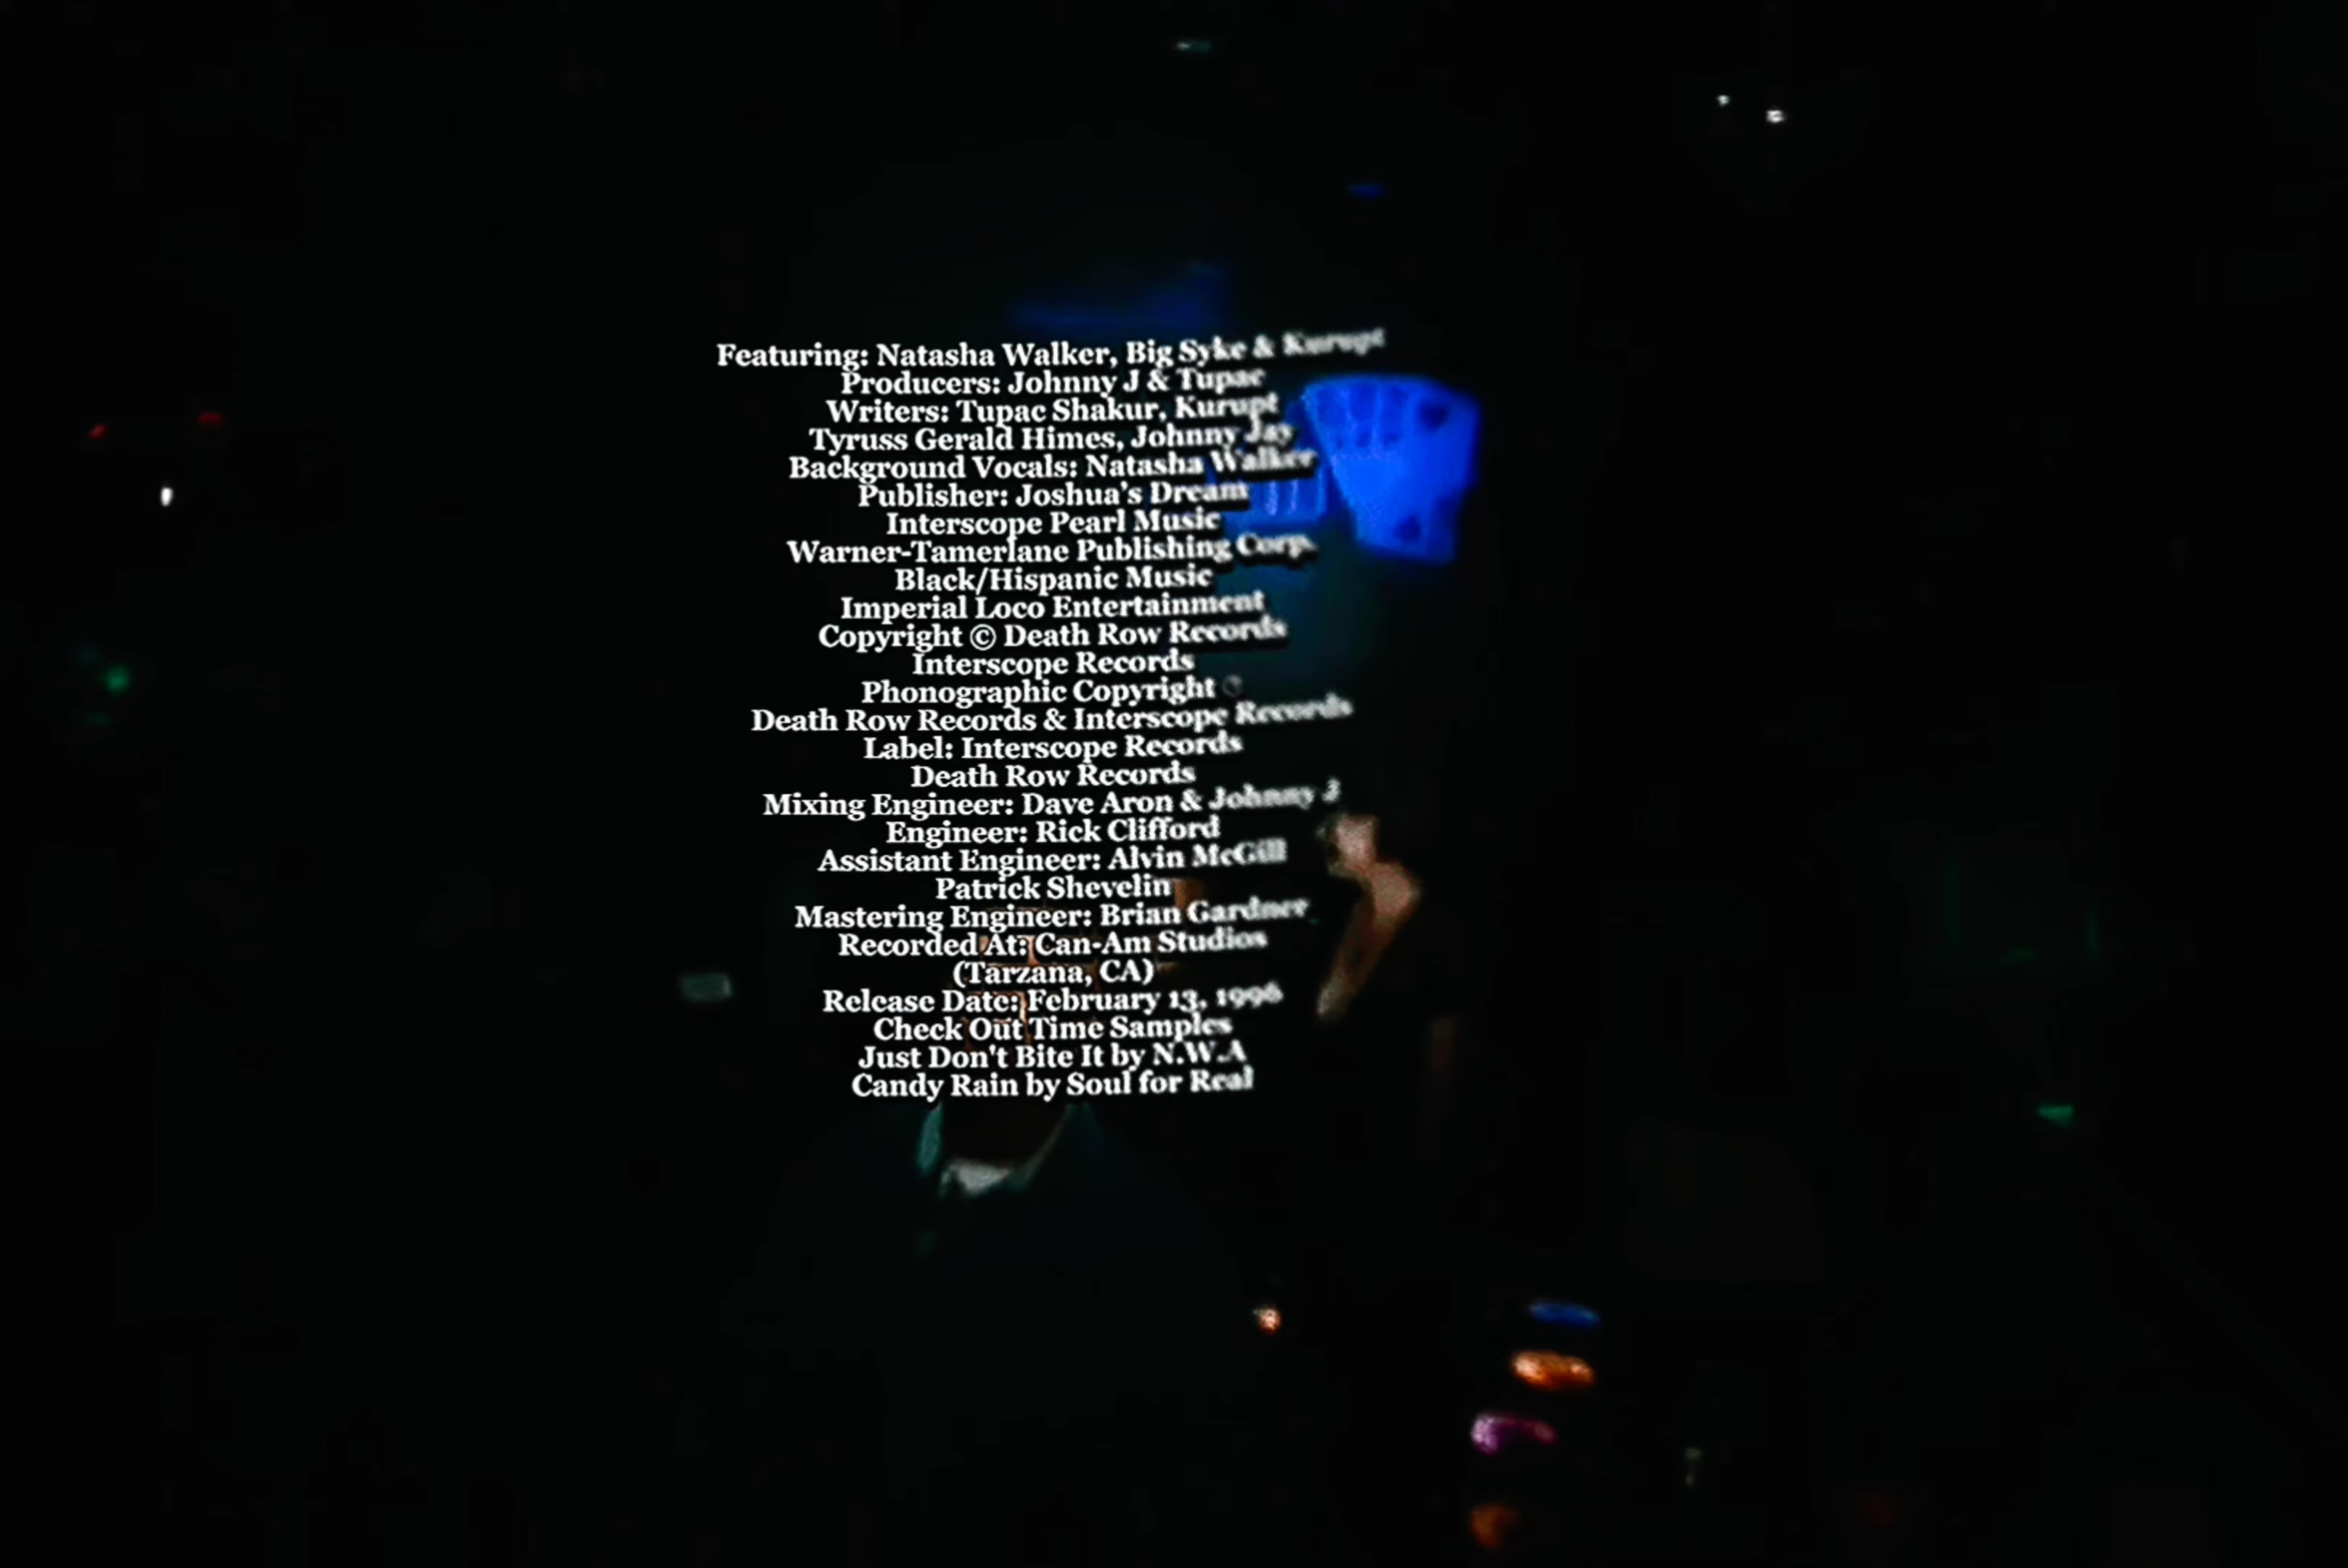 Featuring: Natasha Walker, Big Syke & Kurupt
Producers: Johnny J & Tupac
Writers: Tupac Shakur, Kurupt
Tyruss Gerald Himes, Johnny Jay
Background Vocals: Natasha Walker
Publisher: Joshua's Dream
Interscope Pearl Music
Warner-Tamerlane Publishing Corp.
Black/Hispanic Music
Imperial Loco Entertainment
Copyright © Death Row Records
Interscope Records
Phonographic Copyright
Death Row Records & Interscope Records
Label: Interscope Records
Death Row Records
Mixing Engineer: Dave Aron & Johnny J
Engineer: Rick Clifford
Assistant Engineer: Alvin McGill
Patrick Shevelin
Mastering Engineer: Brian Gardner
Recorded At: Can-Am Studios
(Tarzana, CA)
Release Date: February 13, 1996
Check Out Time Samples
Just Don't Bite It by N.W.A
Candy Rain by Soul for Real